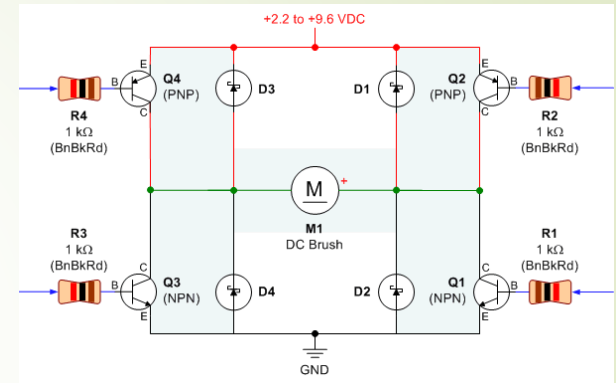 +2.2 to +9.6 VDC
E
Q4
(PNP)
B
C
R4
1 kΩ
(BnBkRd)
D3
D1
E
Q2
(PNP)
B
C
R2
1 kΩ
(BnBkRd)
M
+
M1
DC Brush
R3
1 kΩ
(BnBkRd)
C
Q3
(NPN)
B
E
D4
D2
C
Q1
(NPN)
B
E
R1
1 kΩ
(BnBkRd)
GND